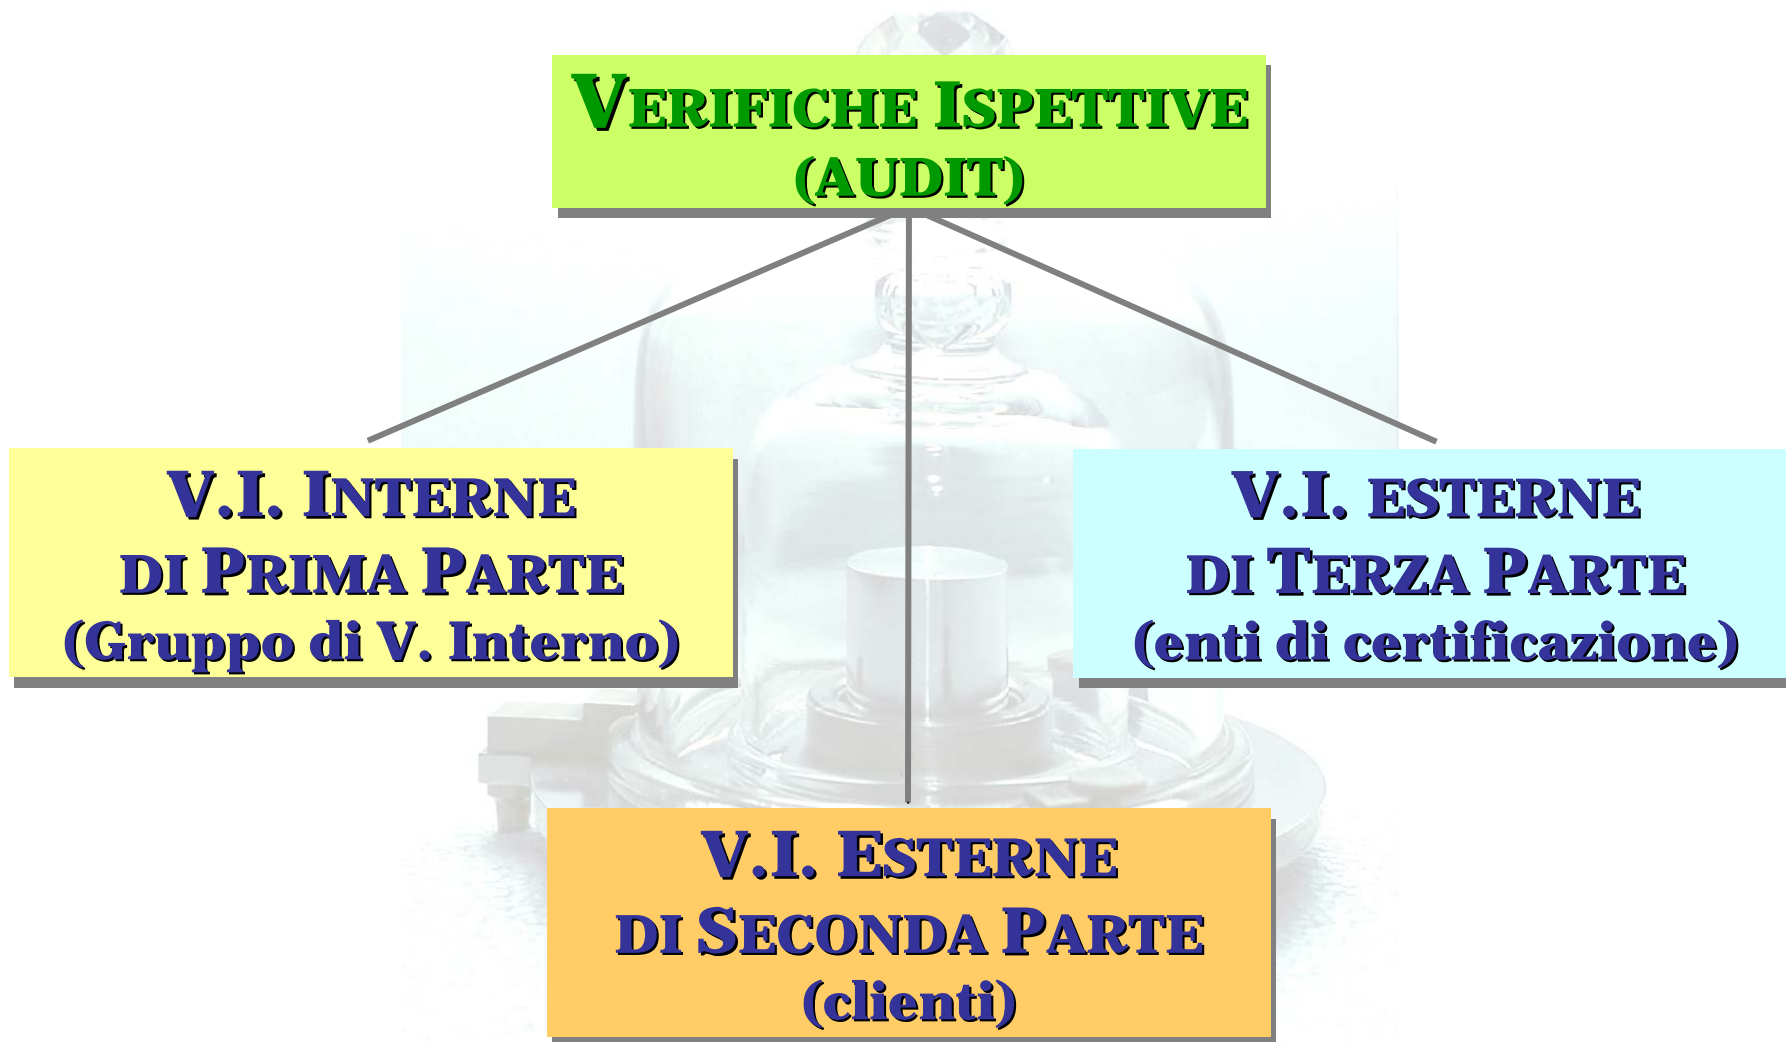 VERIFICHE ISPETTIVE
(AUDIT)
V.I. INTERNE
DI PRIMA PARTE
(Gruppo di V. Interno)
V.I. ESTERNE
DI TERZA PARTE
(enti di certificazione)
V.I. ESTERNE
DI SECONDA PARTE
(clienti)